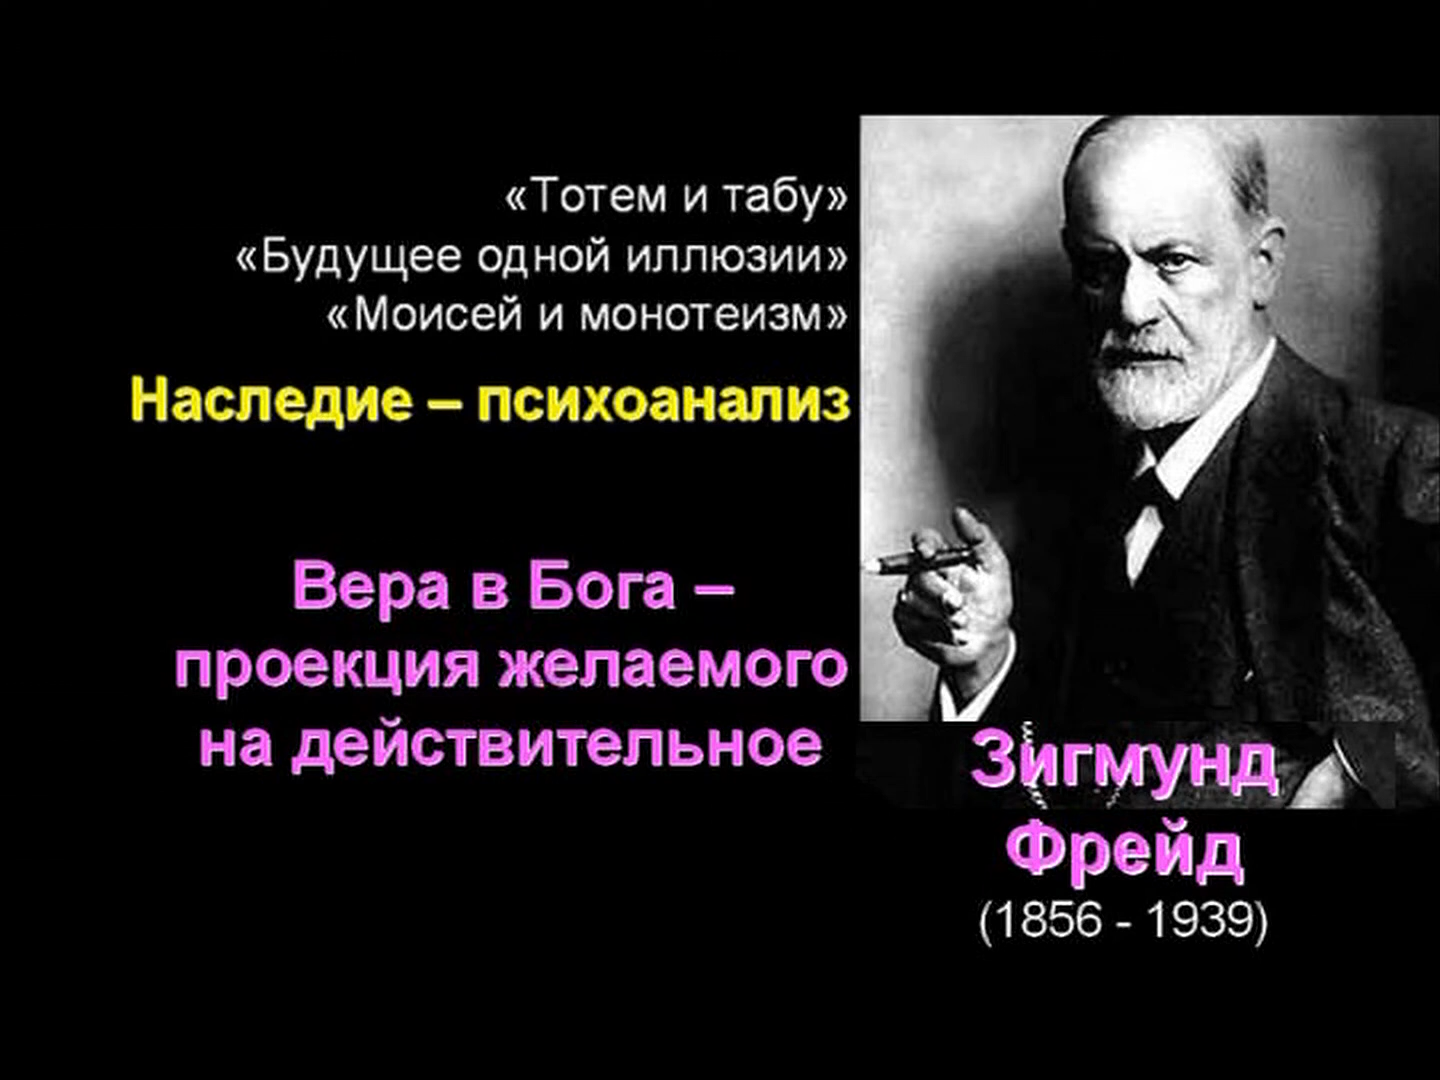 «Тотем и табу»
«Будущее одной иллюзии»
«Моисей и монотеизм»
Наследие – психоанализ
Вера в Бога –
проекция желаемого
на действительное
Зигмунд
Фрейд
(1856 - 1939)